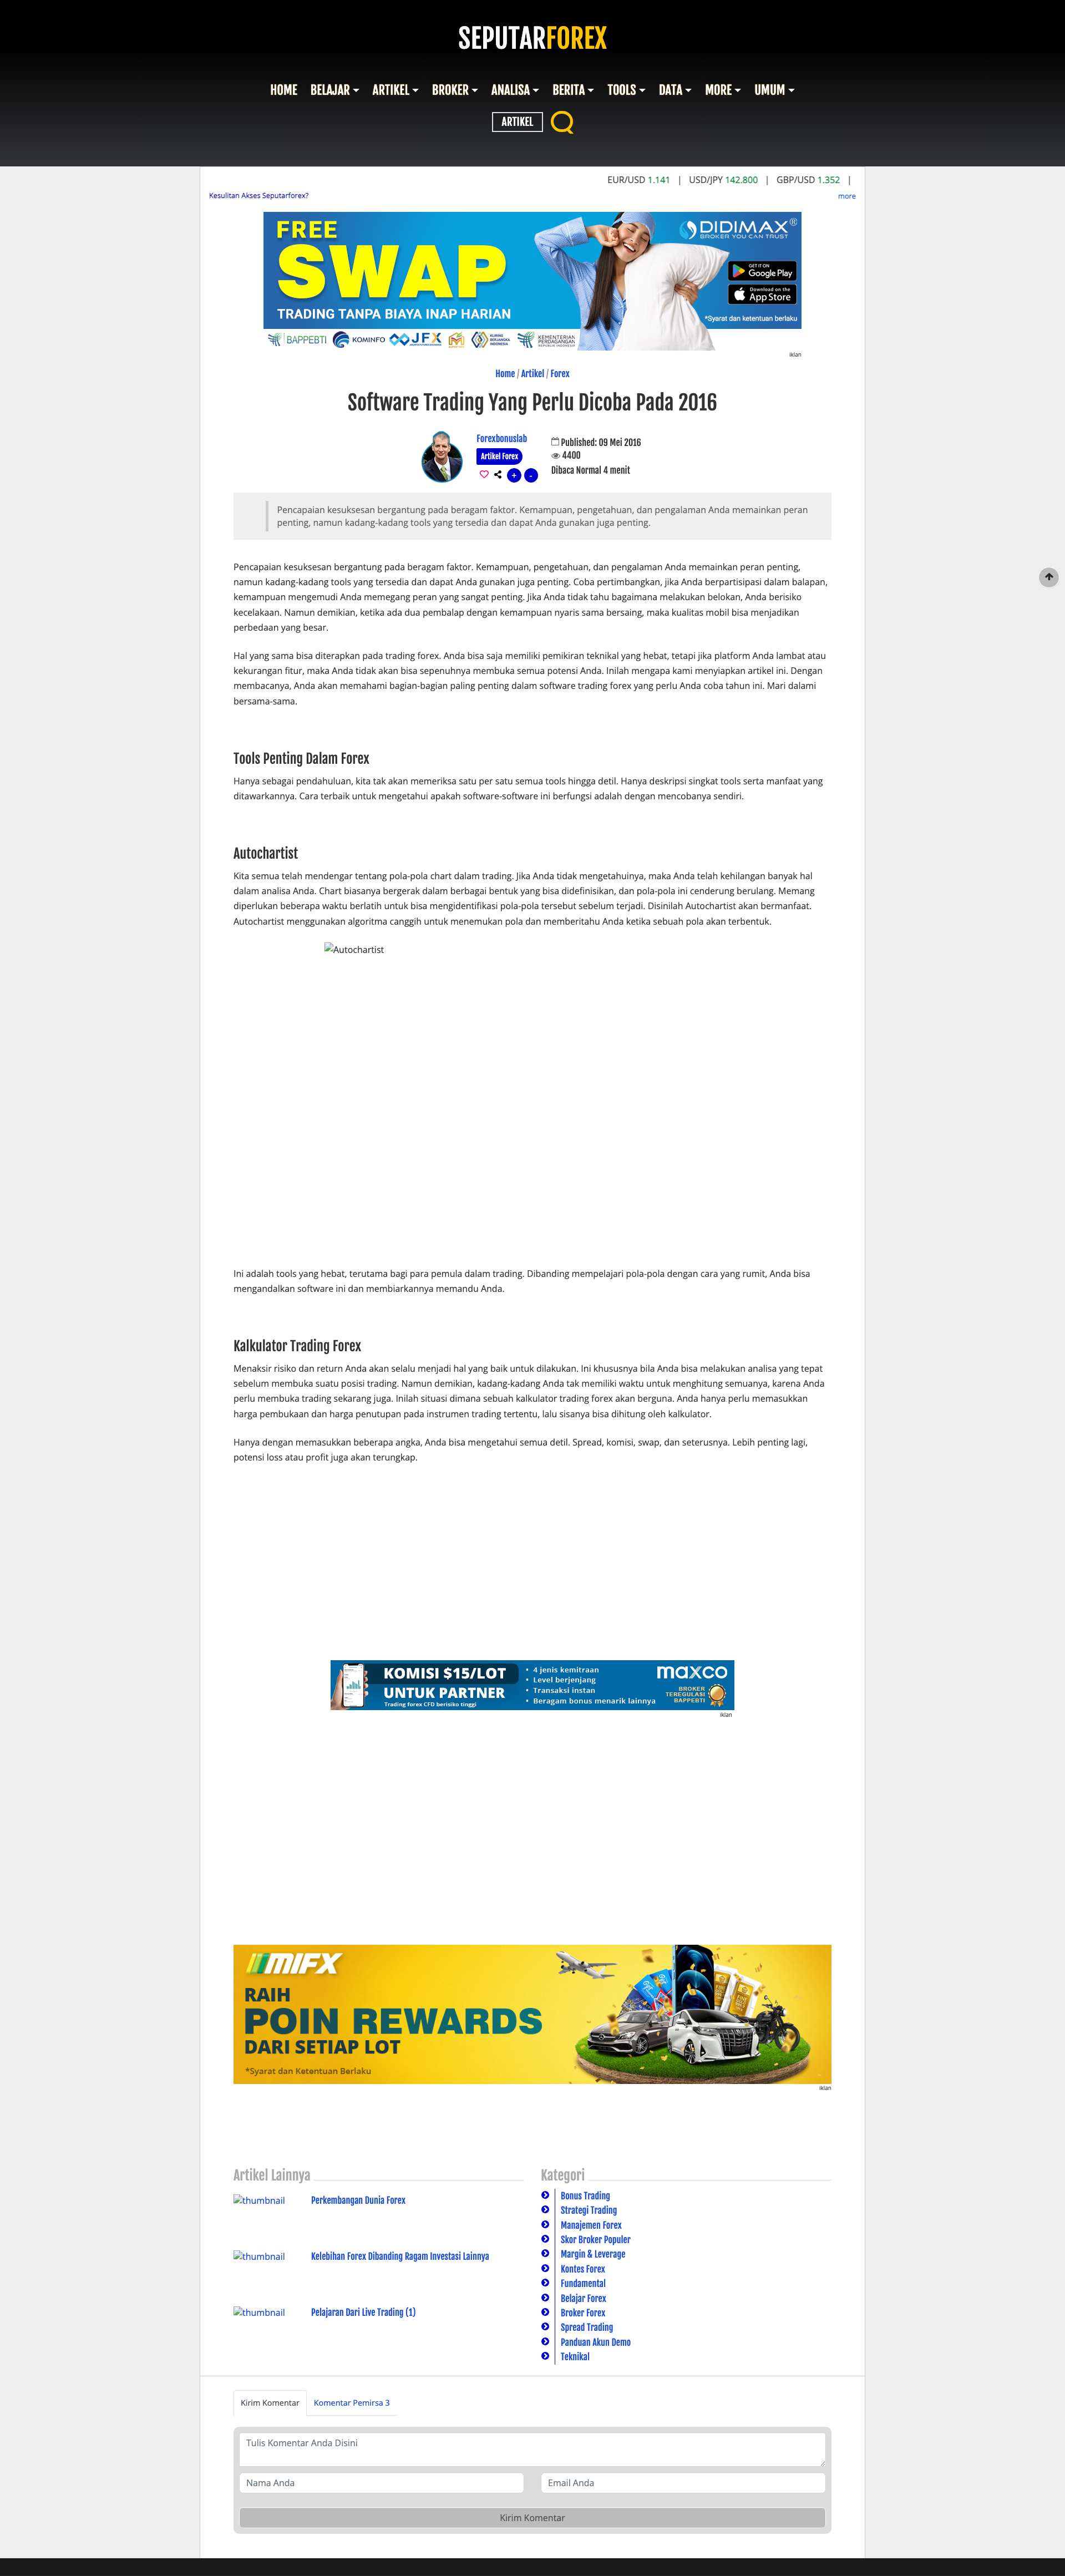 SEPUTARFOREX
HOME BELAJAR ARTIKEL BROKER ANALISA BERITA TOOLS DATA MORE UMUM
ARTIKEL
EUR/USD 1.141 | USD/JPY 142.800 | GBP/USD 1.352 |
Kesulitan Akses Seputarforex?
more
FREE
SWAP
TRADING TANPA BIAYA INAP HARIAN
DIDIMAX®
BROKER YOU CAN TRUST
GET IT ON
Google Play
Download on the
App Store
*Syarat dan ketentuan berlaku
BAPPEBTI KOMINFO JFX KLIRING BERJANGKA INDONESIA KEMENTERIAN PERDAGANGAN
iklan
Home / Artikel / Forex
Software Trading Yang Perlu Dicoba Pada 2016
Forexbonuslab
Artikel Forex
+ -
Published: 09 Mei 2016
4400
Dibaca Normal 4 menit
Pencapaian kesuksesan bergantung pada beragam faktor. Kemampuan, pengetahuan, dan pengalaman Anda memainkan peran
penting, namun kadang-kadang tools yang tersedia dan dapat Anda gunakan juga penting.
Pencapaian kesuksesan bergantung pada beragam faktor. Kemampuan, pengetahuan, dan pengalaman Anda memainkan peran penting,
namun kadang-kadang tools yang tersedia dan dapat Anda gunakan juga penting. Coba pertimbangkan, jika Anda berpartisipasi dalam balapan,
kemampuan mengemudi Anda memegang peran yang sangat penting. Jika Anda tidak tahu bagaimana melakukan belokan, Anda berisiko
kecelakaan. Namun demikian, ketika ada dua pembalap dengan kemampuan nyaris sama bersaing, maka kualitas mobil bisa menjadikan
perbedaan yang besar.
Hal yang sama bisa diterapkan pada trading forex. Anda bisa saja memiliki pemikiran teknikal yang hebat, tetapi jika platform Anda lambat atau
kekurangan fitur, maka Anda tidak akan bisa sepenuhnya membuka semua potensi Anda. Inilah mengapa kami menyiapkan artikel ini. Dengan
membacanya, Anda akan memahami bagian-bagian paling penting dalam software trading forex yang perlu Anda coba tahun ini. Mari dalami
bersama-sama.
Tools Penting Dalam Forex
Hanya sebagai pendahuluan, kita tak akan memeriksa satu per satu semua tools hingga detil. Hanya deskripsi singkat tools serta manfaat yang
ditawarkannya. Cara terbaik untuk mengetahui apakah software-software ini berfungsi adalah dengan mencobanya sendiri.
Autochartist
Kita semua telah mendengar tentang pola-pola chart dalam trading. Jika Anda tidak mengetahuinya, maka Anda telah kehilangan banyak hal
dalam analisa Anda. Chart biasanya bergerak dalam berbagai bentuk yang bisa didefinisikan, dan pola-pola ini cenderung berulang. Memang
diperlukan beberapa waktu berlatih untuk bisa mengidentifikasi pola-pola tersebut sebelum terjadi. Disinilah Autochartist akan bermanfaat.
Autochartist menggunakan algoritma canggih untuk menemukan pola dan memberitahu Anda ketika sebuah pola akan terbentuk.
Autochartist
Ini adalah tools yang hebat, terutama bagi para pemula dalam trading. Dibanding mempelajari pola-pola dengan cara yang rumit, Anda bisa
mengandalkan software ini dan membiarkannya memandu Anda.
Kalkulator Trading Forex
Menaksir risiko dan return Anda akan selalu menjadi hal yang baik untuk dilakukan. Ini khususnya bila Anda bisa melakukan analisa yang tepat
sebelum membuka suatu posisi trading. Namun demikian, kadang-kadang Anda tak memiliki waktu untuk menghitung semuanya, karena Anda
perlu membuka trading sekarang juga. Inilah situasi dimana sebuah kalkulator trading forex akan berguna. Anda hanya perlu memasukkan
harga pembukaan dan harga penutupan pada instrumen trading tertentu, lalu sisanya bisa dihitung oleh kalkulator.
Hanya dengan memasukkan beberapa angka, Anda bisa mengetahui semua detil. Spread, komisi, swap, dan seterusnya. Lebih penting lagi,
potensi loss atau profit juga akan terungkap.
KOMISI $15/LOT
UNTUK PARTNER
Trading forex CFD berisiko tinggi
• 4 jenis kemitraan
• Level berjenjang
• Transaksi instan
• Beragam bonus menarik lainnya
maxco
BROKER
TEREGULASI
BAPPEBTI
iklan
MIFX
RAIH
POIN REWARDS
DARI SETIAP LOT
*Syarat dan Ketentuan Berlaku
iklan
Artikel Lainnya
thumbnail Perkembangan Dunia Forex
thumbnail Kelebihan Forex Dibanding Ragam Investasi Lainnya
thumbnail Pelajaran Dari Live Trading (1)
Kategori
Bonus Trading
Strategi Trading
Manajemen Forex
Skor Broker Populer
Margin & Leverage
Kontes Forex
Fundamental
Belajar Forex
Broker Forex
Spread Trading
Panduan Akun Demo
Teknikal
Kirim Komentar Komentar Pemirsa 3
Tulis Komentar Anda Disini
Nama Anda Email Anda
Kirim Komentar